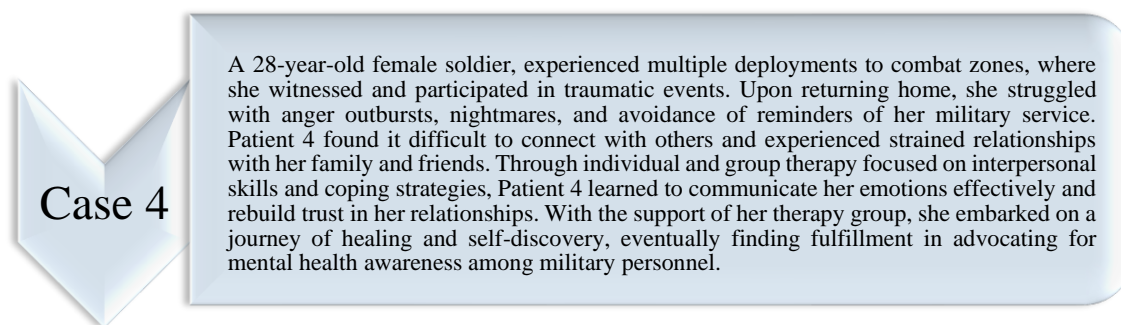 Case 4
A 28-year-old female soldier, experienced multiple deployments to combat zones, where
she witnessed and participated in traumatic events. Upon returning home, she struggled
with anger outbursts, nightmares, and avoidance of reminders of her military service.
Patient 4 found it difficult to connect with others and experienced strained relationships
with her family and friends. Through individual and group therapy focused on interpersonal
skills and coping strategies, Patient 4 learned to communicate her emotions effectively and
rebuild trust in her relationships. With the support of her therapy group, she embarked on a
journey of healing and self-discovery, eventually finding fulfillment in advocating for
mental health awareness among military personnel.